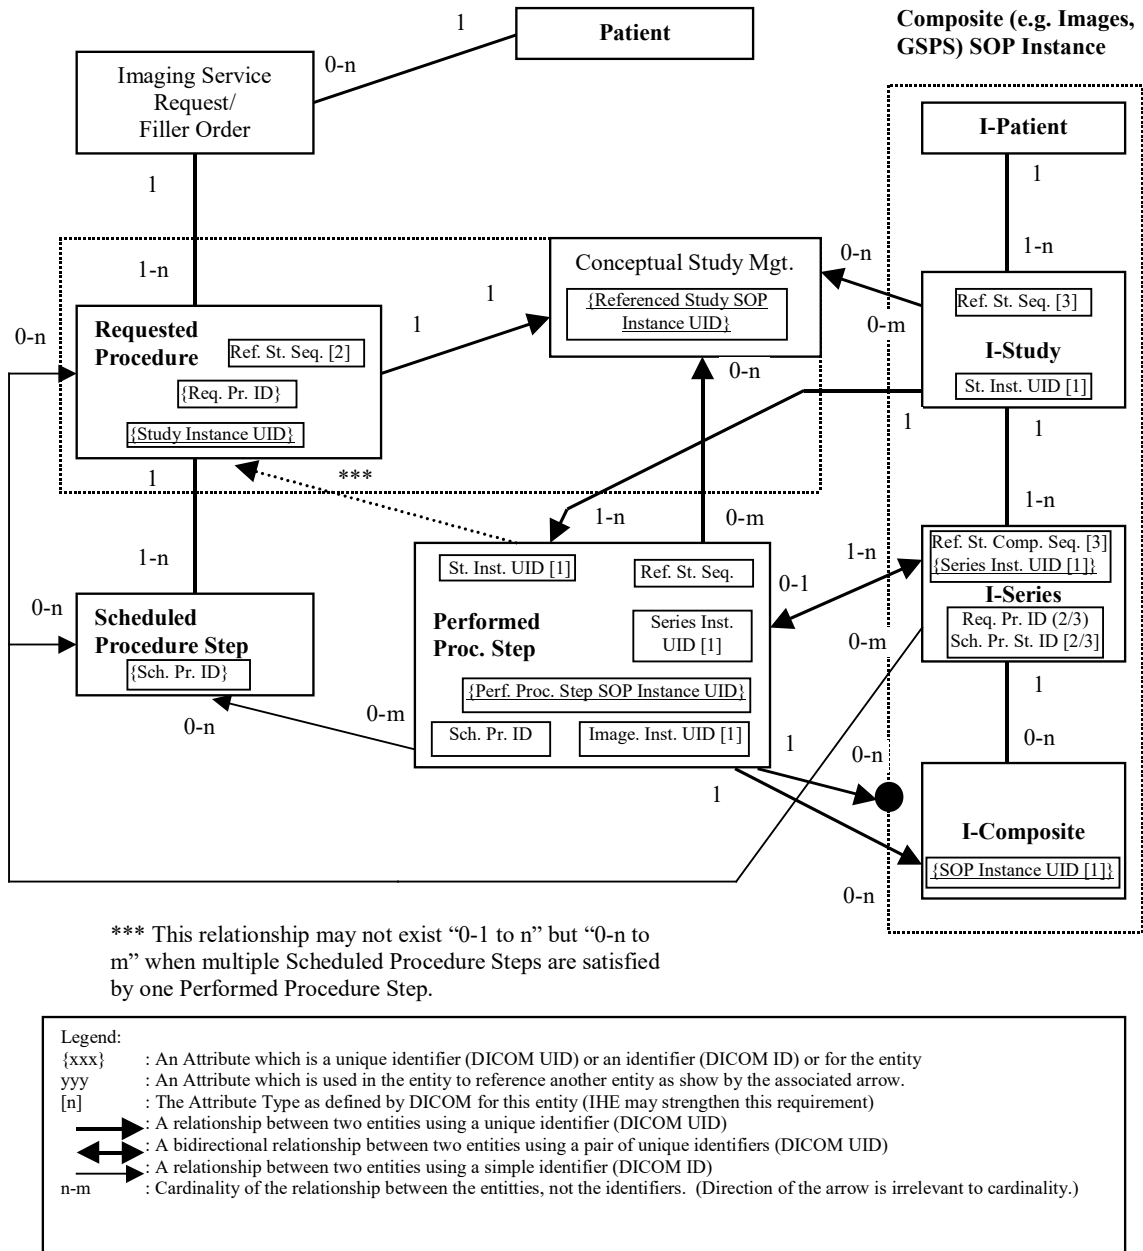 1
Patient
Composite (e.g. Images,
GSPS) SOP Instance
0-n
Imaging Service
Request/
Filler Order
I-Patient
1
1
1-n
1-n
0-n
Conceptual Study Mgt.
{Referenced Study SOP
Instance UID}
Ref. St. Seq. [3]
0-m
I-Study
St. Inst. UID [1]
1
1
0-n
Requested
Procedure
Ref. St. Seq. [2]
{Req. Pr. ID}
{Study Instance UID}
0-n
1
1
1
***
1-n
0-m
1-n
1-n
St. Inst. UID [1]
Ref. St. Seq.
1-n
Ref. St. Comp. Seq. [3]
{Series Inst. UID [1]}
I-Series
Req. Pr. ID (2/3)
Sch. Pr. St. ID [2/3]
0-1
0-n
Scheduled
Procedure Step
{Sch. Pr. ID}
Performed
Proc. Step
Series Inst.
UID [1]
0-m
{Perf. Proc. Step SOP Instance UID}
1
0-n
0-m
Sch. Pr. ID
Image. Inst. UID [1]
1
0-n
0-n
1
I-Composite
{SOP Instance UID [1]}
0-n
*** This relationship may not exist “0-1 to n” but “0-n to
m” when multiple Scheduled Procedure Steps are satisfied
by one Performed Procedure Step.
Legend:
{xxx} : An Attribute which is a unique identifier (DICOM UID) or an identifier (DICOM ID) or for the entity
yyy : An Attribute which is used in the entity to reference another entity as show by the associated arrow.
[n] : The Attribute Type as defined by DICOM for this entity (IHE may strengthen this requirement)
: A relationship between two entities using a unique identifier (DICOM UID)
: A bidirectional relationship between two entities using a pair of unique identifiers (DICOM UID)
: A relationship between two entities using a simple identifier (DICOM ID)
n-m : Cardinality of the relationship between the entitties, not the identifiers. (Direction of the arrow is irrelevant to cardinality.)